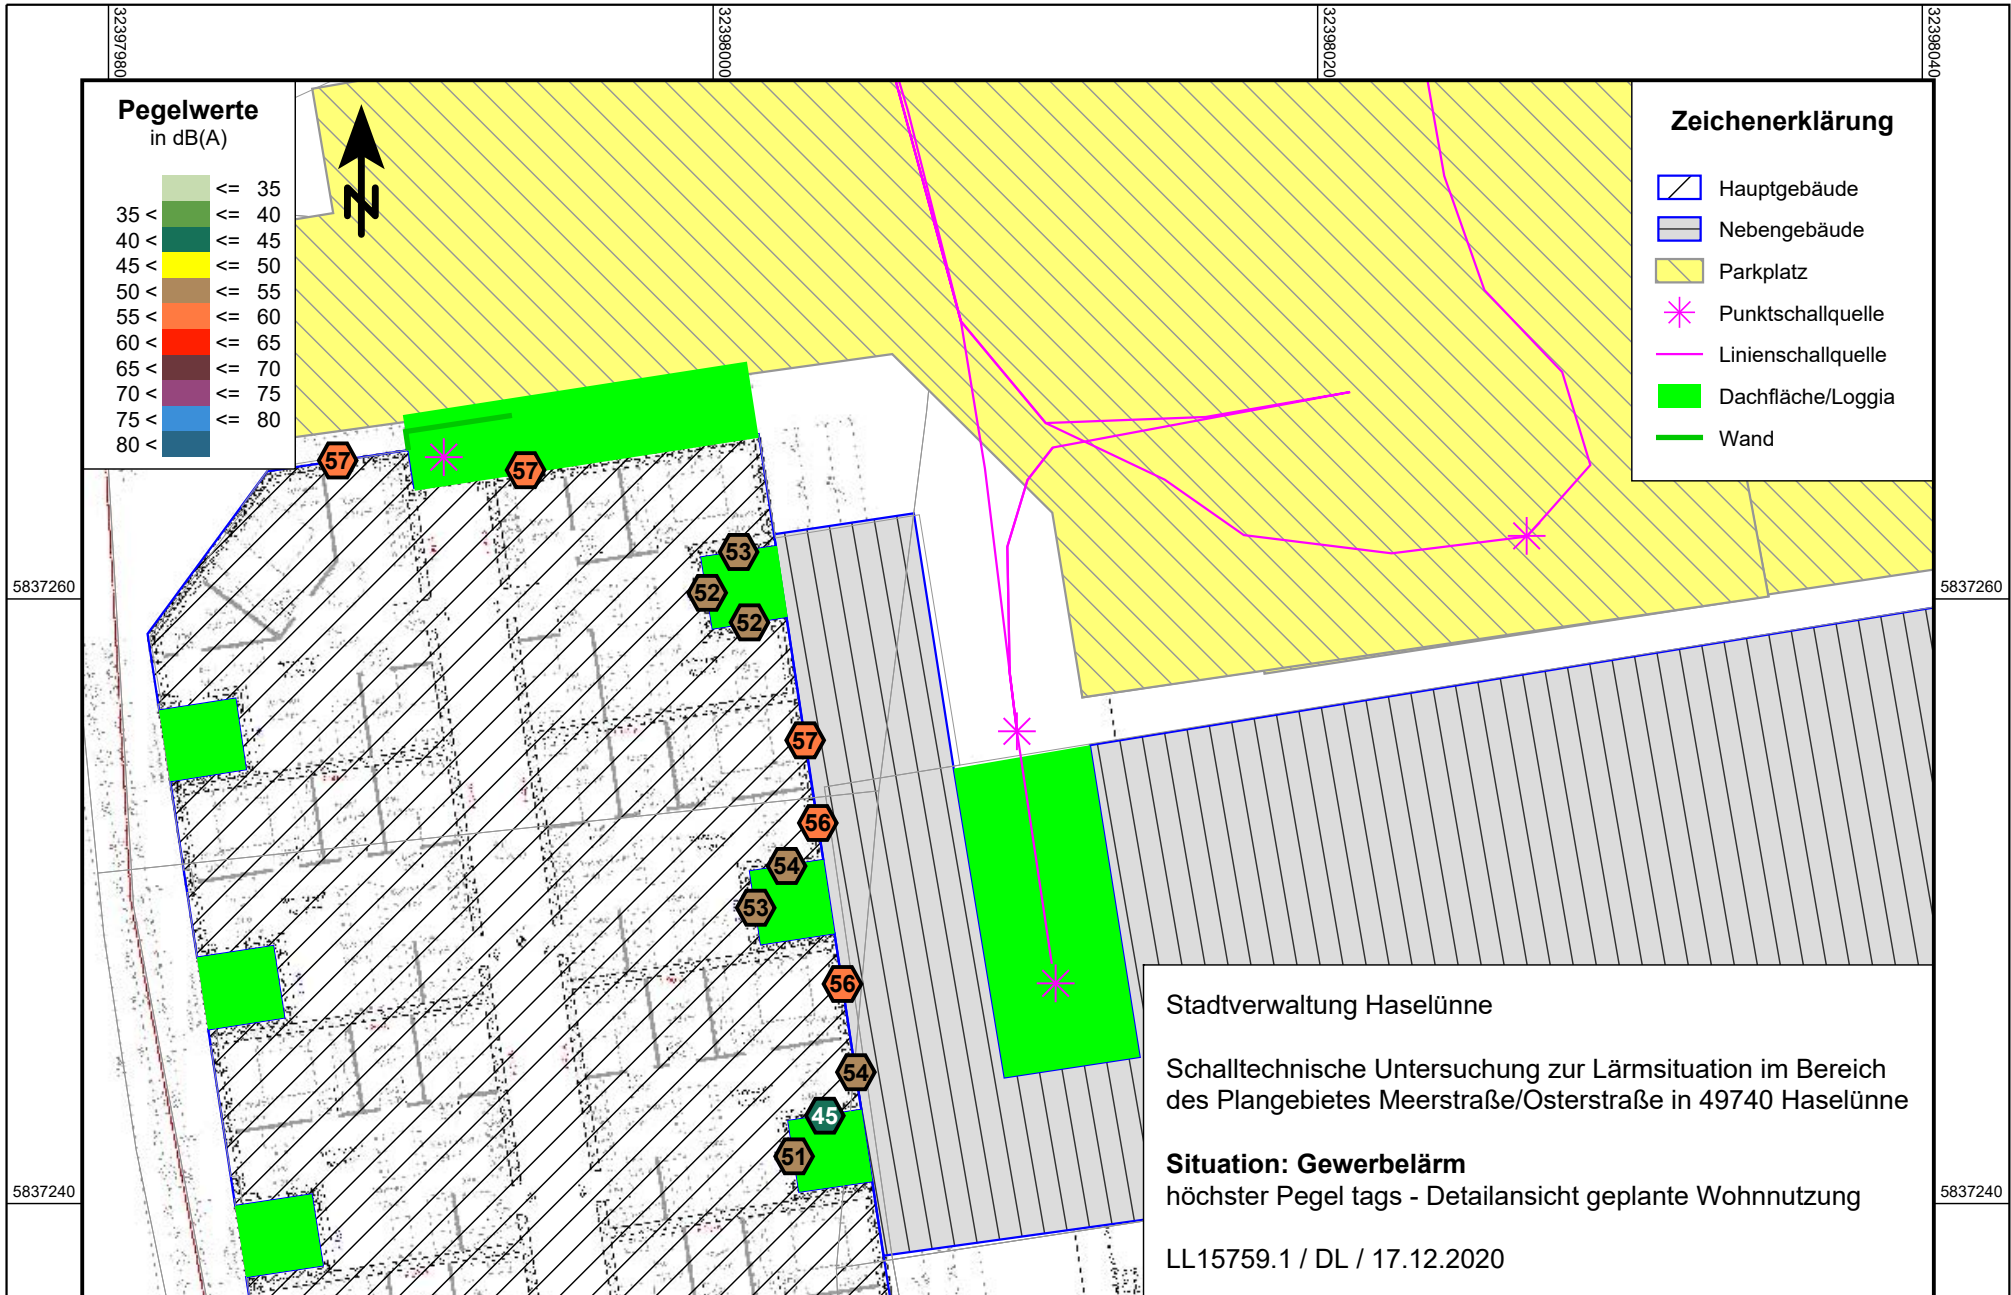 32397980
32398000
32398020
32398040
Pegelwerte
in dB(A)
<= 35
35 < <= 40
40 < <= 45
45 < <= 50
50 < <= 55
55 < <= 60
60 < <= 65
65 < <= 70
70 < <= 75
75 < <= 80
80 <
N
Zeichenerklärung
Hauptgebäude
Nebengebäude
Parkplatz
Punktschallquelle
Linienschallquelle
Dachfläche/Loggia
Wand
57
57
53
52
52
57
56
54
53
56
54
45
51
5837260
5837260
5837240
5837240
Stadtverwaltung Haselünne
Schalltechnische Untersuchung zur Lärmsituation im Bereich
des Plangebietes Meerstraße/Osterstraße in 49740 Haselünne
Situation: Gewerbelärm
höchster Pegel tags - Detailansicht geplante Wohnnutzung
LL15759.1 / DL / 17.12.2020